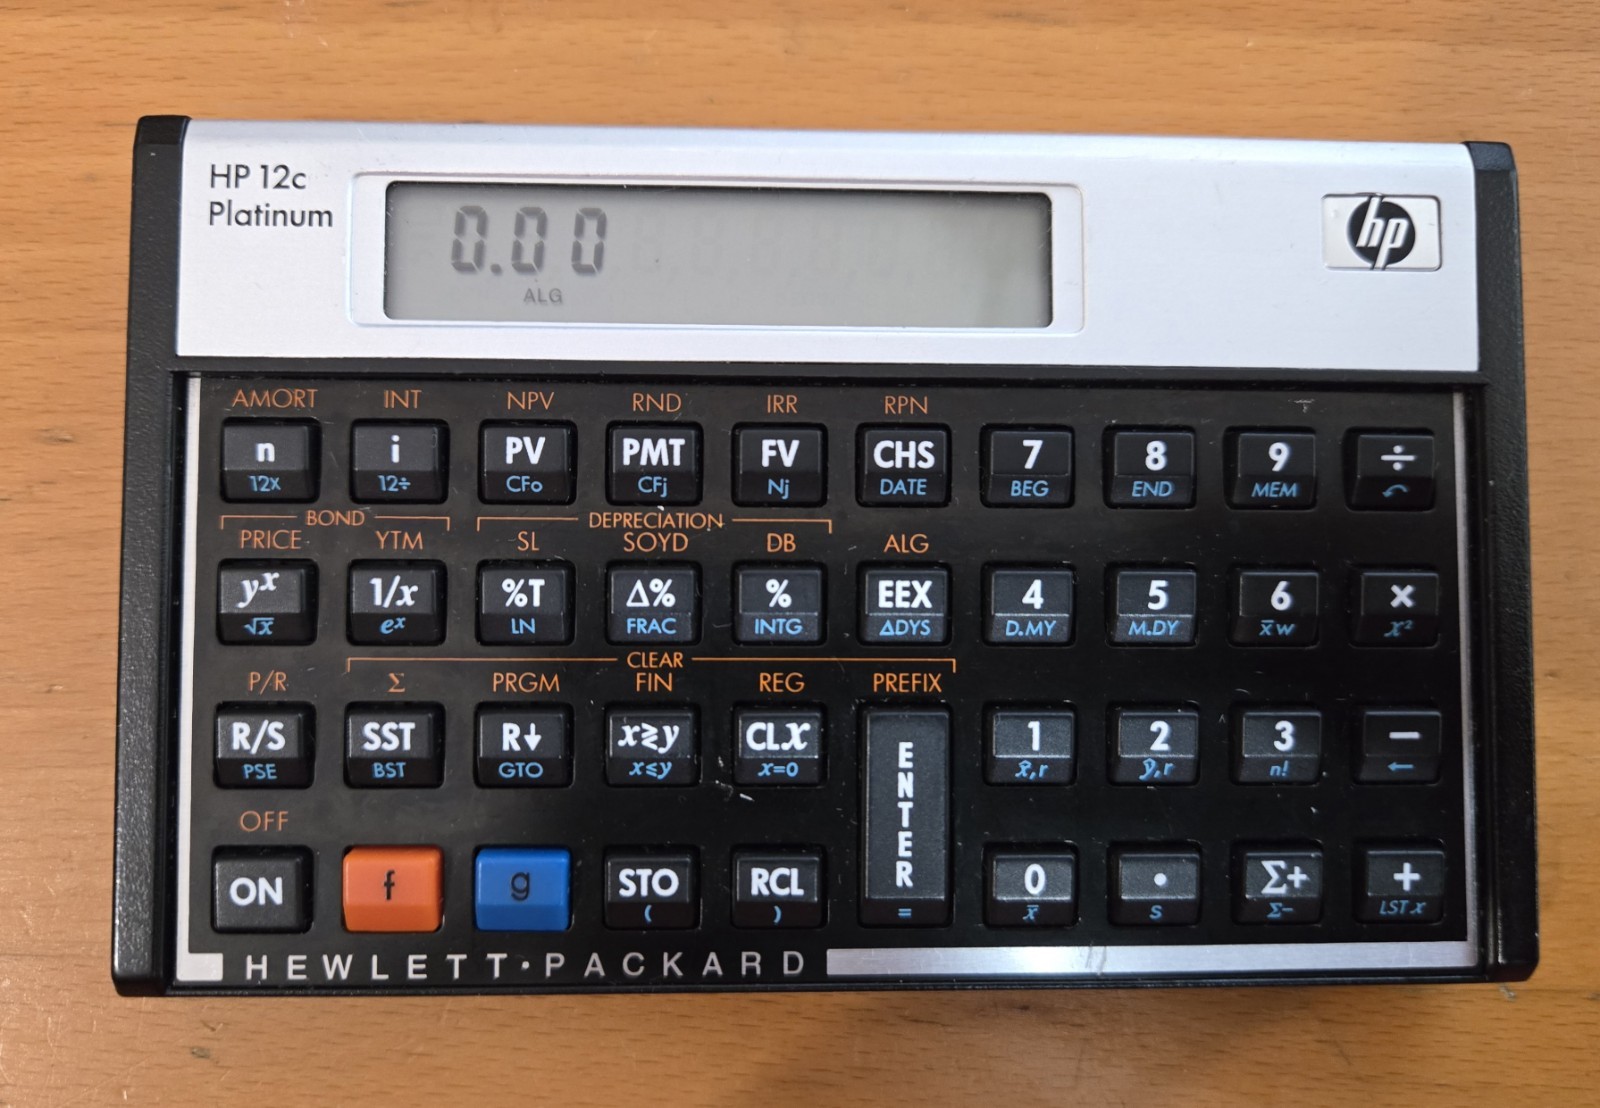 HP 12c
Platinum
0.00
ALG
hp
AMORT INT NPV RND IRR RPN
n i PV PMT FV CHS 7 8 9 ÷
12× 12÷ CFo CFj Nj DATE BEG END MEM ↶
BOND DEPRECIATION
PRICE YTM SL SOYD DB ALG
yˣ 1/x %T Δ% % EEX 4 5 6 ×
√x eˣ LN FRAC INTG ΔDYS D.MY M.DY x̄w x²
CLEAR
P/R Σ PRGM FIN REG PREFIX
R/S SST R↓ x≷y CLx ENTER 1 2 3 −
PSE BST GTO x≤y x=0 x̂,r ŷ,r n! ←
OFF
ON f g STO RCL 0 · Σ+ +
( ) = x̄ s Σ− LST x
HEWLETT·PACKARD